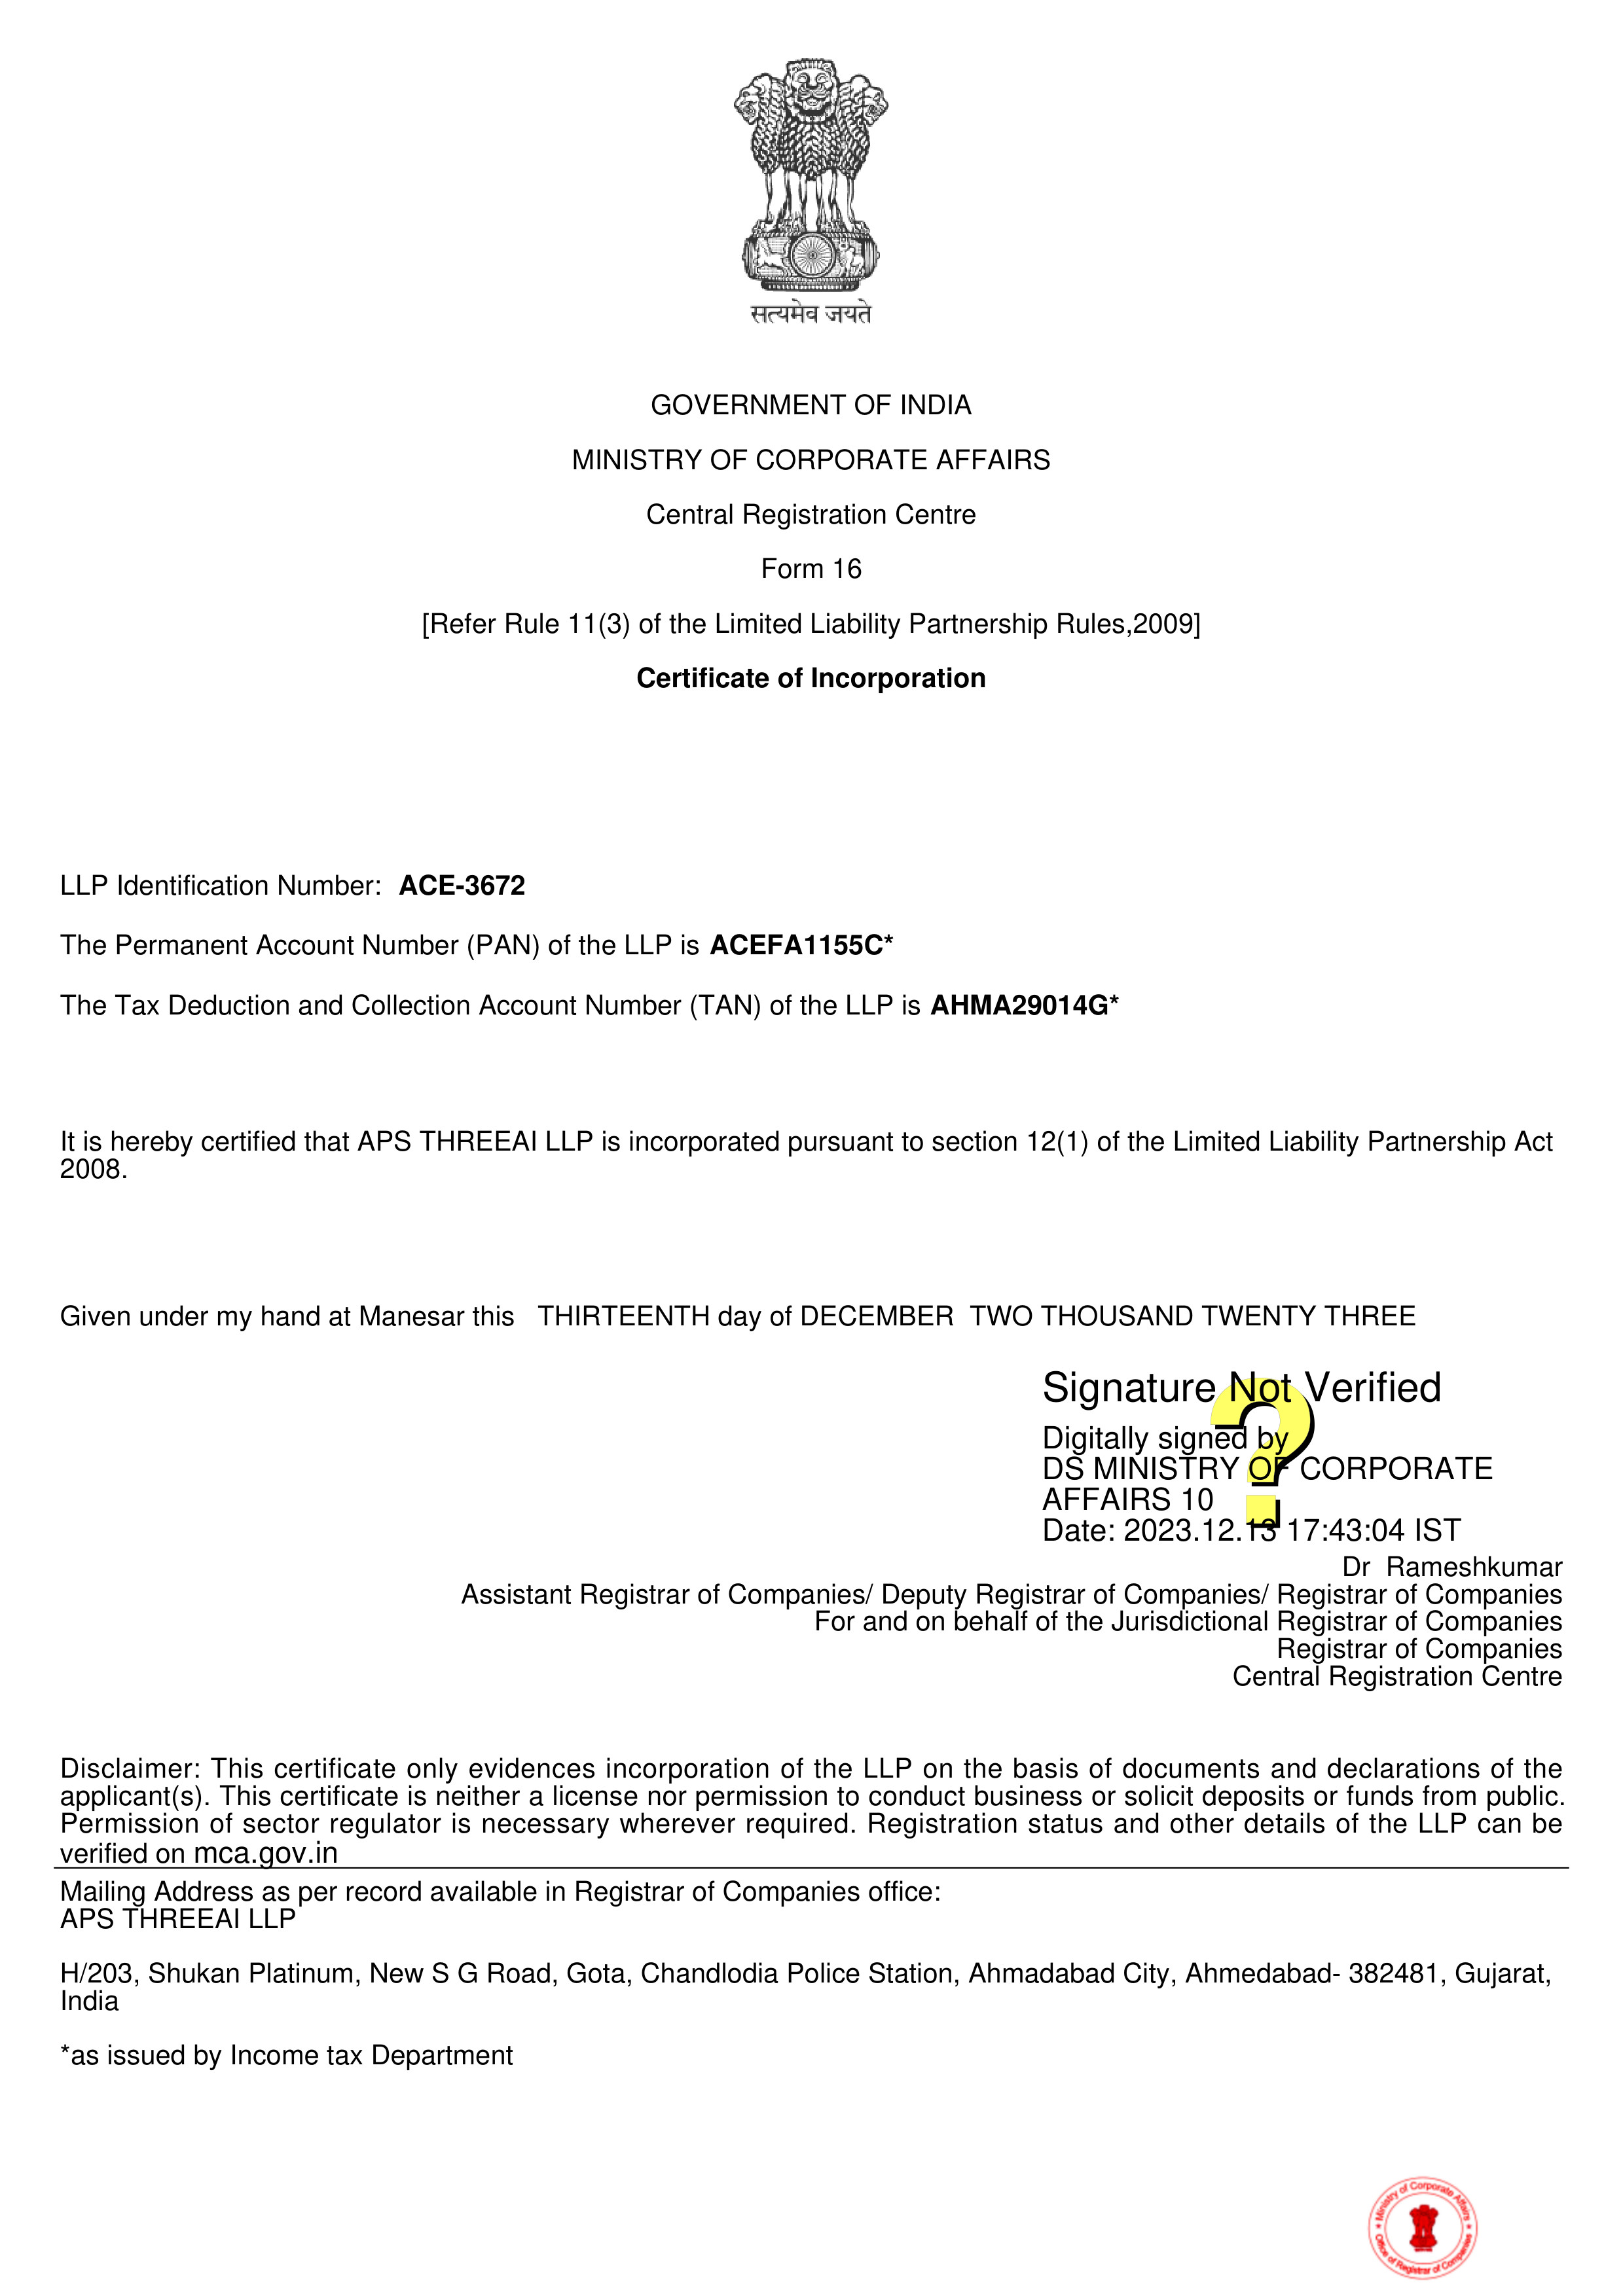 सत्यमेव जयते
GOVERNMENT OF INDIA
MINISTRY OF CORPORATE AFFAIRS
Central Registration Centre
Form 16
[Refer Rule 11(3) of the Limited Liability Partnership Rules,2009]
Certificate of Incorporation
LLP Identification Number: ACE-3672
The Permanent Account Number (PAN) of the LLP is ACEFA1155C*
The Tax Deduction and Collection Account Number (TAN) of the LLP is AHMA29014G*
It is hereby certified that APS THREEAI LLP is incorporated pursuant to section 12(1) of the Limited Liability Partnership Act
2008.
Given under my hand at Manesar this THIRTEENTH day of DECEMBER TWO THOUSAND TWENTY THREE
Signature Not Verified
Digitally signed by
DS MINISTRY OF CORPORATE
AFFAIRS 10
Date: 2023.12.13 17:43:04 IST
Dr Rameshkumar
Assistant Registrar of Companies/ Deputy Registrar of Companies/ Registrar of Companies
For and on behalf of the Jurisdictional Registrar of Companies
Registrar of Companies
Central Registration Centre
Disclaimer: This certificate only evidences incorporation of the LLP on the basis of documents and declarations of the
applicant(s). This certificate is neither a license nor permission to conduct business or solicit deposits or funds from public.
Permission of sector regulator is necessary wherever required. Registration status and other details of the LLP can be
verified on mca.gov.in
Mailing Address as per record available in Registrar of Companies office:
APS THREEAI LLP
H/203, Shukan Platinum, New S G Road, Gota, Chandlodia Police Station, Ahmadabad City, Ahmedabad- 382481, Gujarat,
India
*as issued by Income tax Department
Ministry of Corporate Affairs
Office of Registrar of Companies